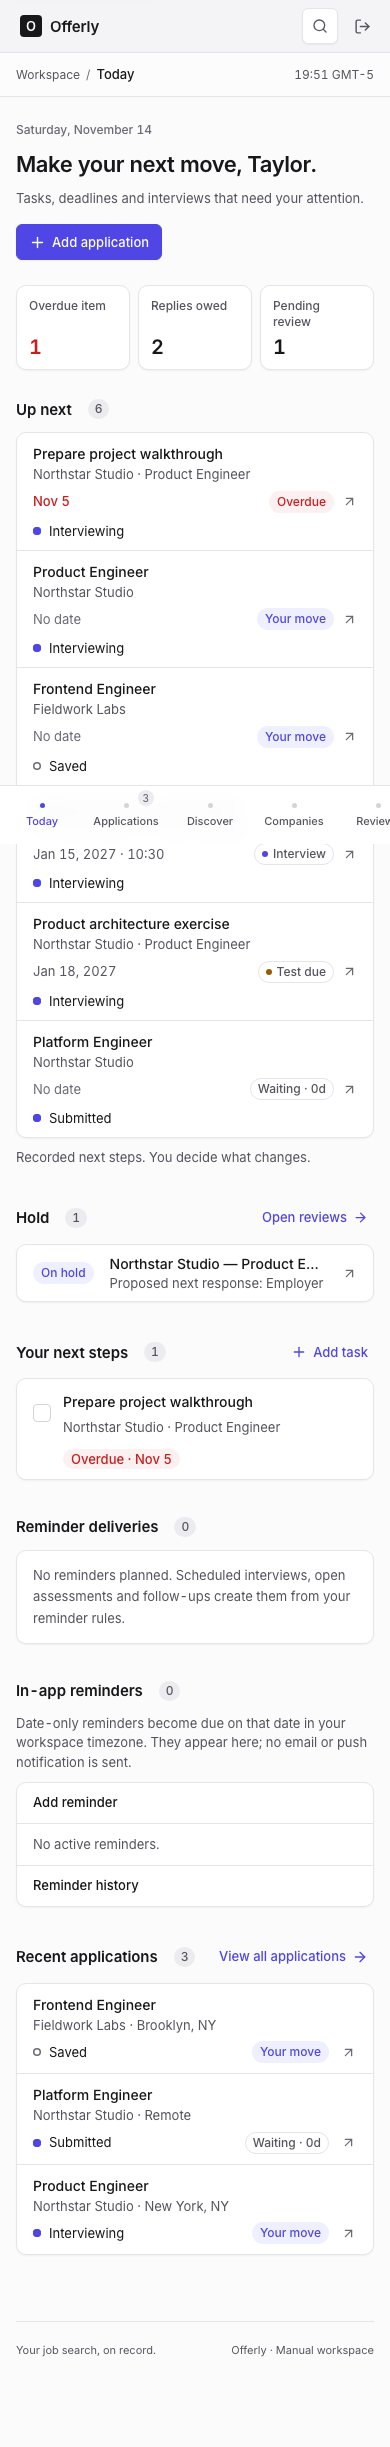 O Offerly
Workspace / Today 19:51 GMT-5
Saturday, November 14
Make your next move, Taylor.
Tasks, deadlines and interviews that need your attention.
+ Add application
Overdue item
1
Replies owed
2
Pending
review
1
Up next 6
Prepare project walkthrough
Northstar Studio · Product Engineer
Nov 5 Overdue
Interviewing
Product Engineer
Northstar Studio
No date Your move
Interviewing
Frontend Engineer
Fieldwork Labs
No date Your move
Saved
3
Today Applications Discover Companies Review
Jan 15, 2027 · 10:30 Interview
Interviewing
Product architecture exercise
Northstar Studio · Product Engineer
Jan 18, 2027 Test due
Interviewing
Platform Engineer
Northstar Studio
No date Waiting · 0d
Submitted
Recorded next steps. You decide what changes.
Hold 1 Open reviews
On hold Northstar Studio — Product E...
Proposed next response: Employer
Your next steps 1 + Add task
Prepare project walkthrough
Northstar Studio · Product Engineer
Overdue · Nov 5
Reminder deliveries 0
No reminders planned. Scheduled interviews, open
assessments and follow-ups create them from your
reminder rules.
In-app reminders 0
Date-only reminders become due on that date in your
workspace timezone. They appear here; no email or push
notification is sent.
Add reminder
No active reminders.
Reminder history
Recent applications 3 View all applications
Frontend Engineer
Fieldwork Labs · Brooklyn, NY
Saved Your move
Platform Engineer
Northstar Studio · Remote
Submitted Waiting · 0d
Product Engineer
Northstar Studio · New York, NY
Interviewing Your move
Your job search, on record. Offerly · Manual workspace